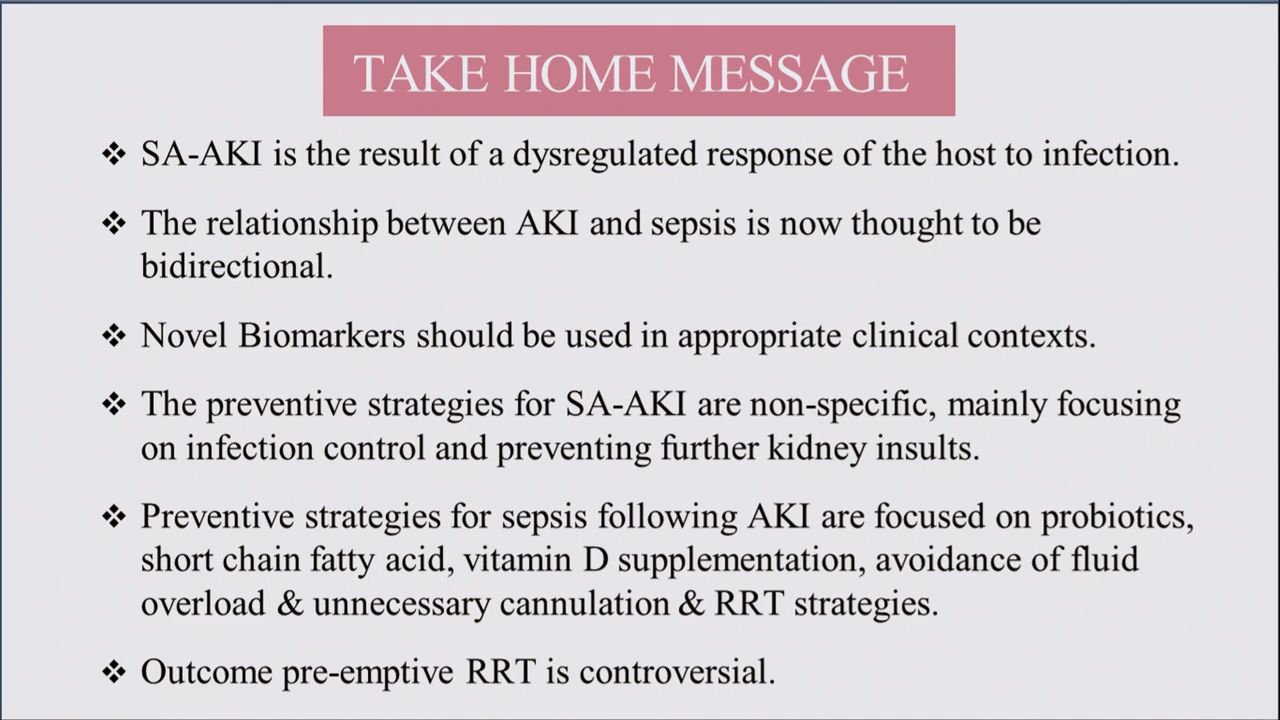 TAKE HOME MESSAGE
❖ SA-AKI is the result of a dysregulated response of the host to infection.
❖ The relationship between AKI and sepsis is now thought to be
bidirectional.
❖ Novel Biomarkers should be used in appropriate clinical contexts.
❖ The preventive strategies for SA-AKI are non-specific, mainly focusing
on infection control and preventing further kidney insults.
❖ Preventive strategies for sepsis following AKI are focused on probiotics,
short chain fatty acid, vitamin D supplementation, avoidance of fluid
overload & unnecessary cannulation & RRT strategies.
❖ Outcome pre-emptive RRT is controversial.